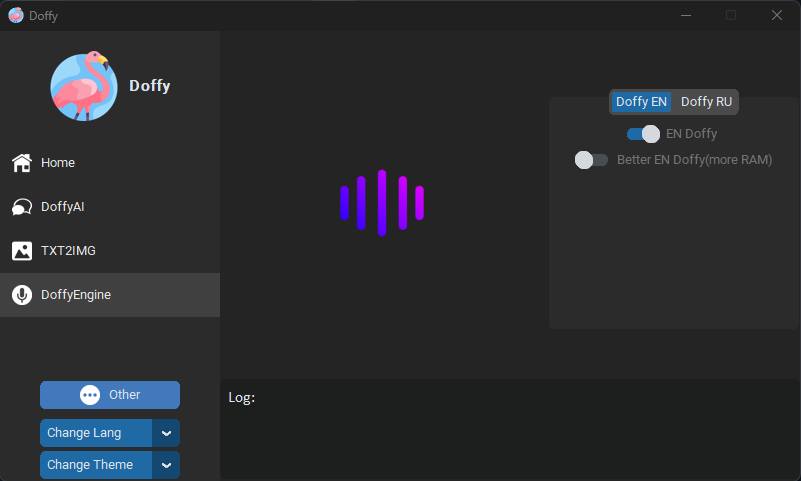 Doffy
Doffy
Home
DoffyAI
TXT2IMG
DoffyEngine
Other
Change Lang
Change Theme
Doffy EN Doffy RU
EN Doffy
Better EN Doffy(more RAM)
Log: